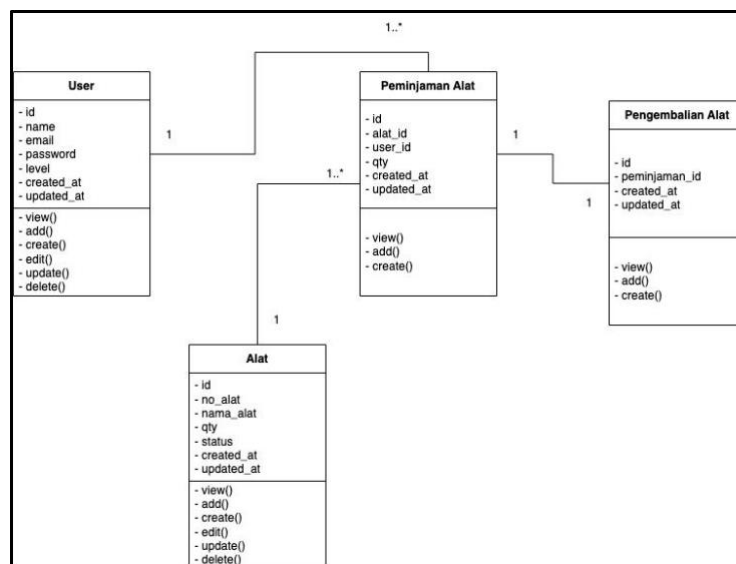 1..*
User
- id
- name
- email
- password
- level
- created_at
- updated_at
- view()
- add()
- create()
- edit()
- update()
- delete()
1
Peminjaman Alat
- id
- alat_id
- user_id
- qty
- created_at
- updated_at
- view()
- add()
- create()
1..*
1
Pengembalian Alat
- id
- peminjaman_id
- created_at
- updated_at
- view()
- add()
- create()
1
1
Alat
- id
- no_alat
- nama_alat
- qty
- status
- created_at
- updated_at
- view()
- add()
- create()
- edit()
- update()
- delete()